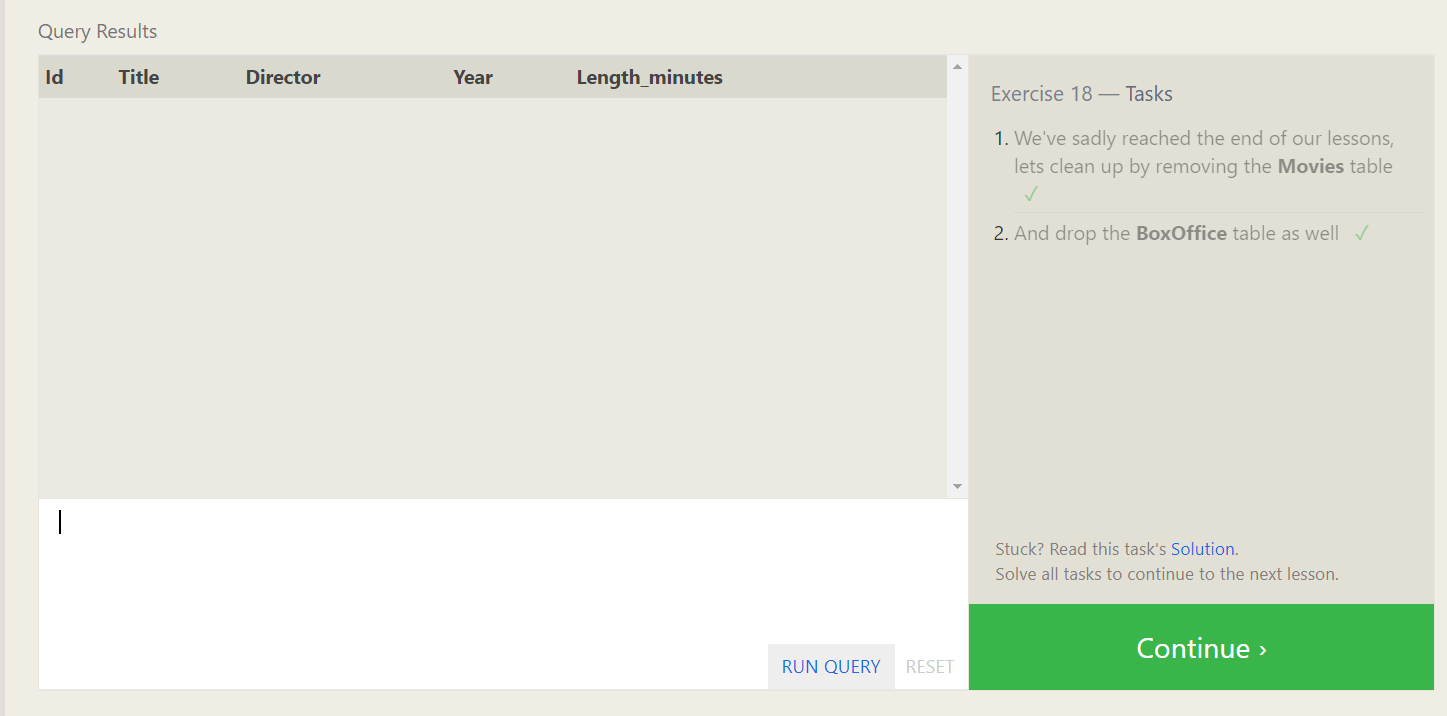 Query Results
Id Title Director Year Length_minutes
Exercise 18 — Tasks
1. We've sadly reached the end of our lessons,
lets clean up by removing the Movies table
✓
2. And drop the BoxOffice table as well ✓
Stuck? Read this task's Solution.
Solve all tasks to continue to the next lesson.
RUN QUERY RESET
Continue ›